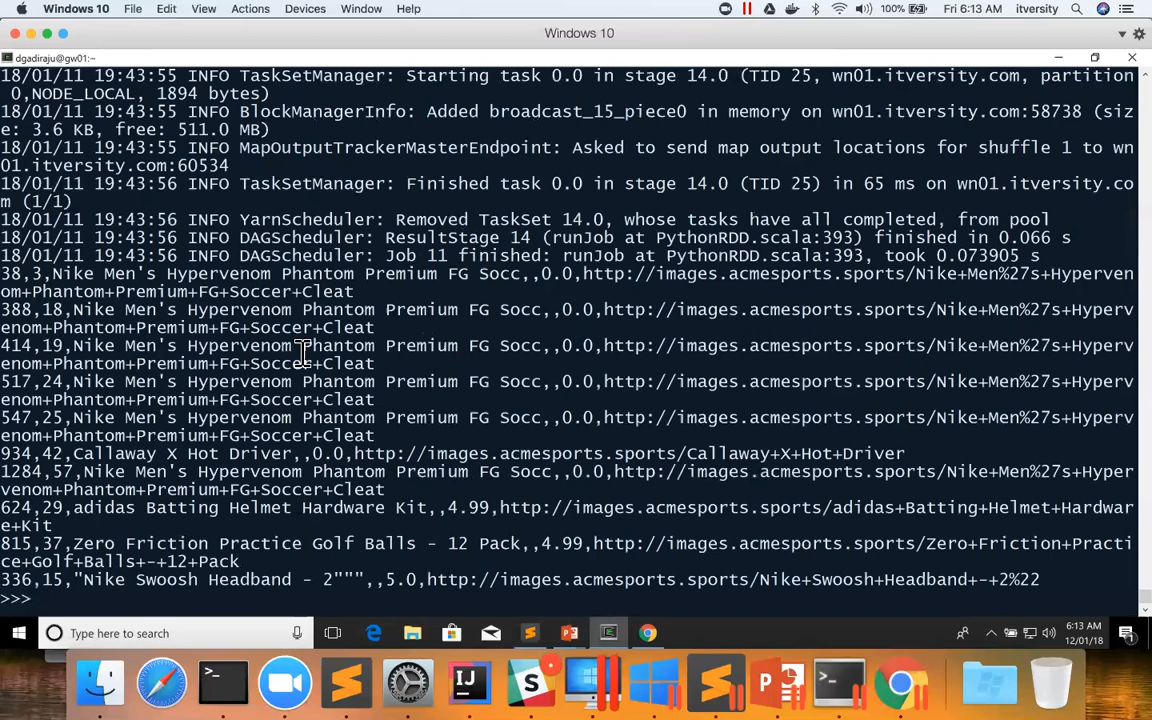 Windows 10 File Edit View Actions Devices Window Help 100% Fri 6:13 AM itversity
Windows 10
dgadiraju@gw01:~
18/01/11 19:43:55 INFO TaskSetManager: Starting task 0.0 in stage 14.0 (TID 25, wn01.itversity.com, partition
0,NODE_LOCAL, 1894 bytes)
18/01/11 19:43:55 INFO BlockManagerInfo: Added broadcast_15_piece0 in memory on wn01.itversity.com:58738 (siz
e: 3.6 KB, free: 511.0 MB)
18/01/11 19:43:55 INFO MapOutputTrackerMasterEndpoint: Asked to send map output locations for shuffle 1 to wn
01.itversity.com:60534
18/01/11 19:43:56 INFO TaskSetManager: Finished task 0.0 in stage 14.0 (TID 25) in 65 ms on wn01.itversity.co
m (1/1)
18/01/11 19:43:56 INFO YarnScheduler: Removed TaskSet 14.0, whose tasks have all completed, from pool
18/01/11 19:43:56 INFO DAGScheduler: ResultStage 14 (runJob at PythonRDD.scala:393) finished in 0.066 s
18/01/11 19:43:56 INFO DAGScheduler: Job 11 finished: runJob at PythonRDD.scala:393, took 0.073905 s
38,3,Nike Men's Hypervenom Phantom Premium FG Socc,,0.0,http://images.acmesports.sports/Nike+Men%27s+Hyperven
om+Phantom+Premium+FG+Soccer+Cleat
388,18,Nike Men's Hypervenom Phantom Premium FG Socc,,0.0,http://images.acmesports.sports/Nike+Men%27s+Hyperv
enom+Phantom+Premium+FG+Soccer+Cleat
414,19,Nike Men's Hypervenom Phantom Premium FG Socc,,0.0,http://images.acmesports.sports/Nike+Men%27s+Hyperv
enom+Phantom+Premium+FG+Soccer+Cleat
517,24,Nike Men's Hypervenom Phantom Premium FG Socc,,0.0,http://images.acmesports.sports/Nike+Men%27s+Hyperv
enom+Phantom+Premium+FG+Soccer+Cleat
547,25,Nike Men's Hypervenom Phantom Premium FG Socc,,0.0,http://images.acmesports.sports/Nike+Men%27s+Hyperv
enom+Phantom+Premium+FG+Soccer+Cleat
934,42,Callaway X Hot Driver,,0.0,http://images.acmesports.sports/Callaway+X+Hot+Driver
1284,57,Nike Men's Hypervenom Phantom Premium FG Socc,,0.0,http://images.acmesports.sports/Nike+Men%27s+Hyper
venom+Phantom+Premium+FG+Soccer+Cleat
624,29,adidas Batting Helmet Hardware Kit,,4.99,http://images.acmesports.sports/adidas+Batting+Helmet+Hardwar
e+Kit
815,37,Zero Friction Practice Golf Balls - 12 Pack,,4.99,http://images.acmesports.sports/Zero+Friction+Practi
ce+Golf+Balls+-+12+Pack
336,15,"Nike Swoosh Headband - 2""",,5.0,http://images.acmesports.sports/Nike+Swoosh+Headband+-+2%22
>>>
Type here to search
6:13 AM
12/01/18